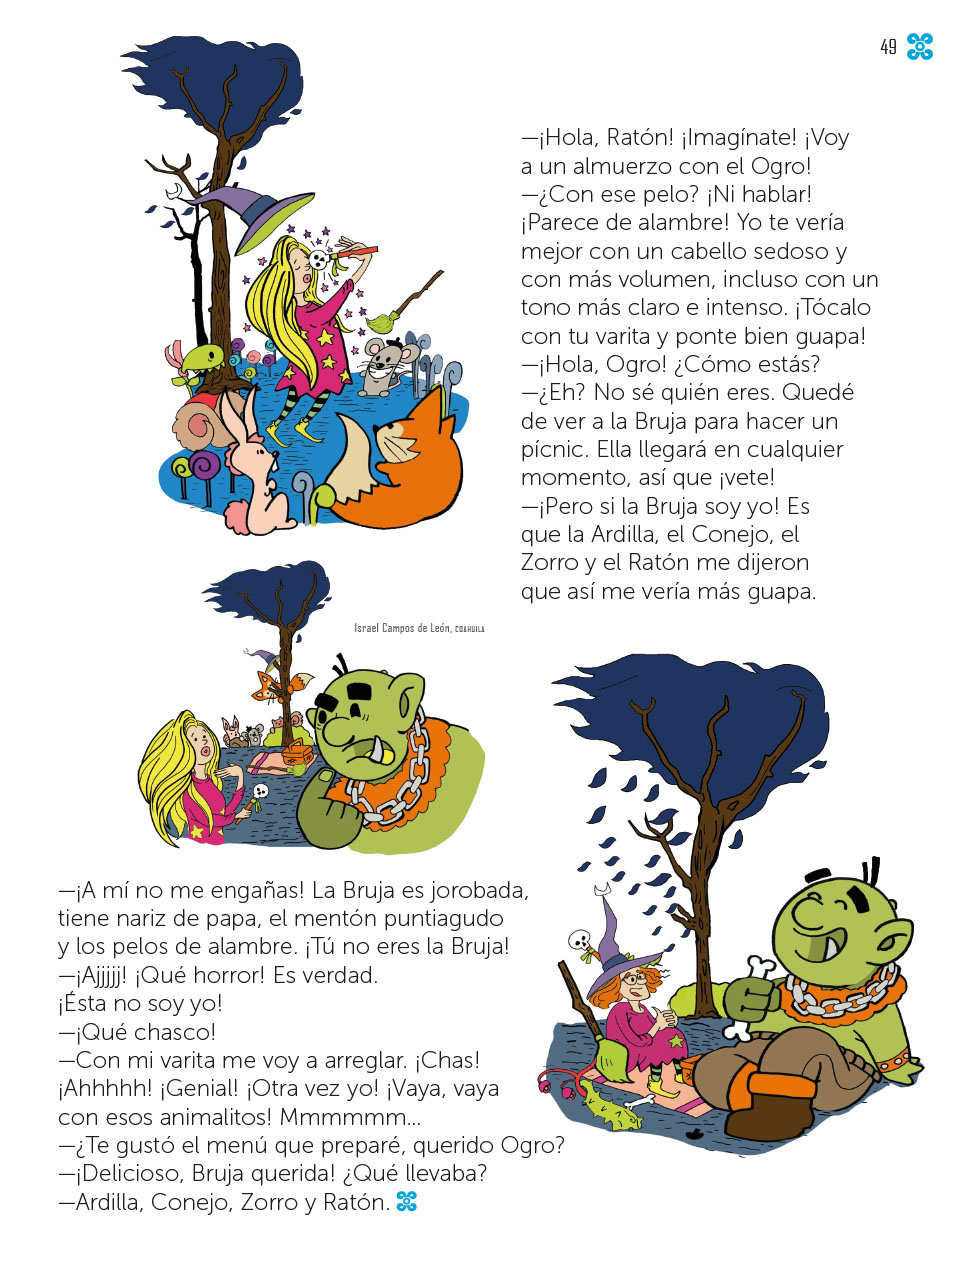 49
—¡Hola, Ratón! ¡Imagínate! ¡Voy
a un almuerzo con el Ogro!
—¿Con ese pelo? ¡Ni hablar!
¡Parece de alambre! Yo te vería
mejor con un cabello sedoso y
con más volumen, incluso con un
tono más claro e intenso. ¡Tócalo
con tu varita y ponte bien guapa!
—¡Hola, Ogro! ¿Cómo estás?
—¿Eh? No sé quién eres. Quedé
de ver a la Bruja para hacer un
pícnic. Ella llegará en cualquier
momento, así que ¡vete!
—¡Pero si la Bruja soy yo! Es
que la Ardilla, el Conejo, el
Zorro y el Ratón me dijeron
que así me vería más guapa.
Israel Campos de León, COAHUILA
—¡A mí no me engañas! La Bruja es jorobada,
tiene nariz de papa, el mentón puntiagudo
y los pelos de alambre. ¡Tú no eres la Bruja!
—¡Ajjjjj! ¡Qué horror! Es verdad.
¡Ésta no soy yo!
—¡Qué chasco!
—Con mi varita me voy a arreglar. ¡Chas!
¡Ahhhhh! ¡Genial! ¡Otra vez yo! ¡Vaya, vaya
con esos animalitos! Mmmmmm...
—¿Te gustó el menú que preparé, querido Ogro?
—¡Delicioso, Bruja querida! ¿Qué llevaba?
—Ardilla, Conejo, Zorro y Ratón.